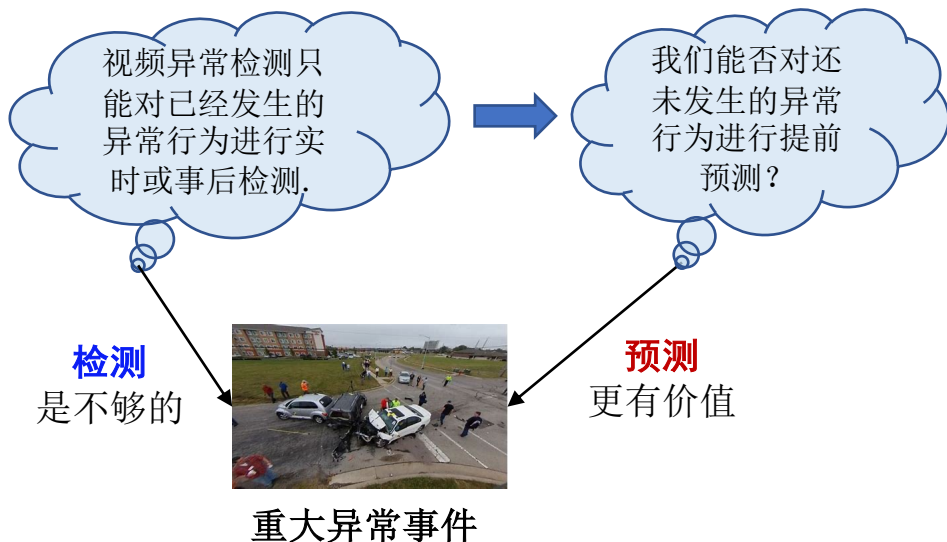 视频异常检测只
能对已经发生的
异常行为进行实
时或事后检测.
我们能否对还
未发生的异常
行为进行提前
预测？
检测
是不够的
预测
更有价值
重大异常事件